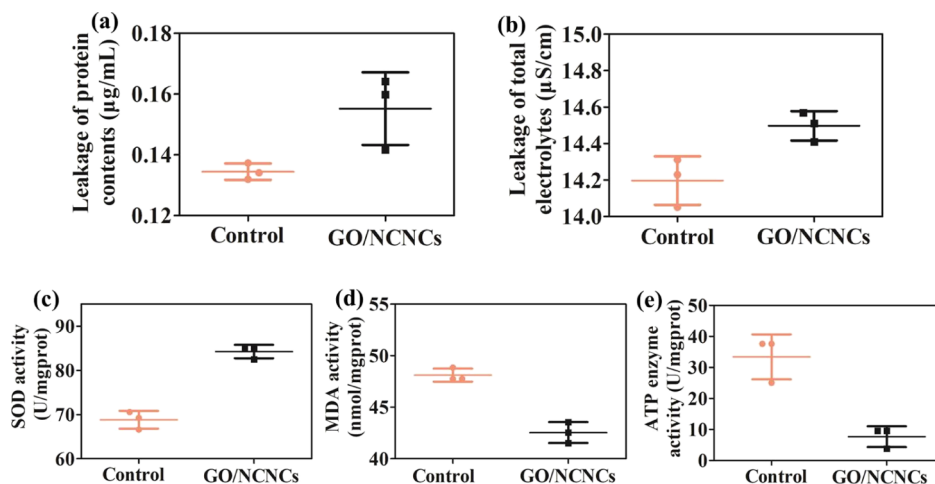 (a)
Leakage of protein
contents (µg/mL)
0.18
0.16
0.14
0.12
Control
GO/NCNCs
(b)
Leakage of total
electrolytes (µS/cm)
15.0
14.8
14.6
14.4
14.2
14.0
Control
GO/NCNCs
(c)
SOD activity
(U/mgprot)
90
80
70
60
Control
GO/NCNCs
(d)
MDA activity
(nmol/mgprot)
55
50
45
40
Control
GO/NCNCs
(e)
ATP enzyme
activity (U/mgprot)
50
40
30
20
10
0
Control
GO/NCNCs